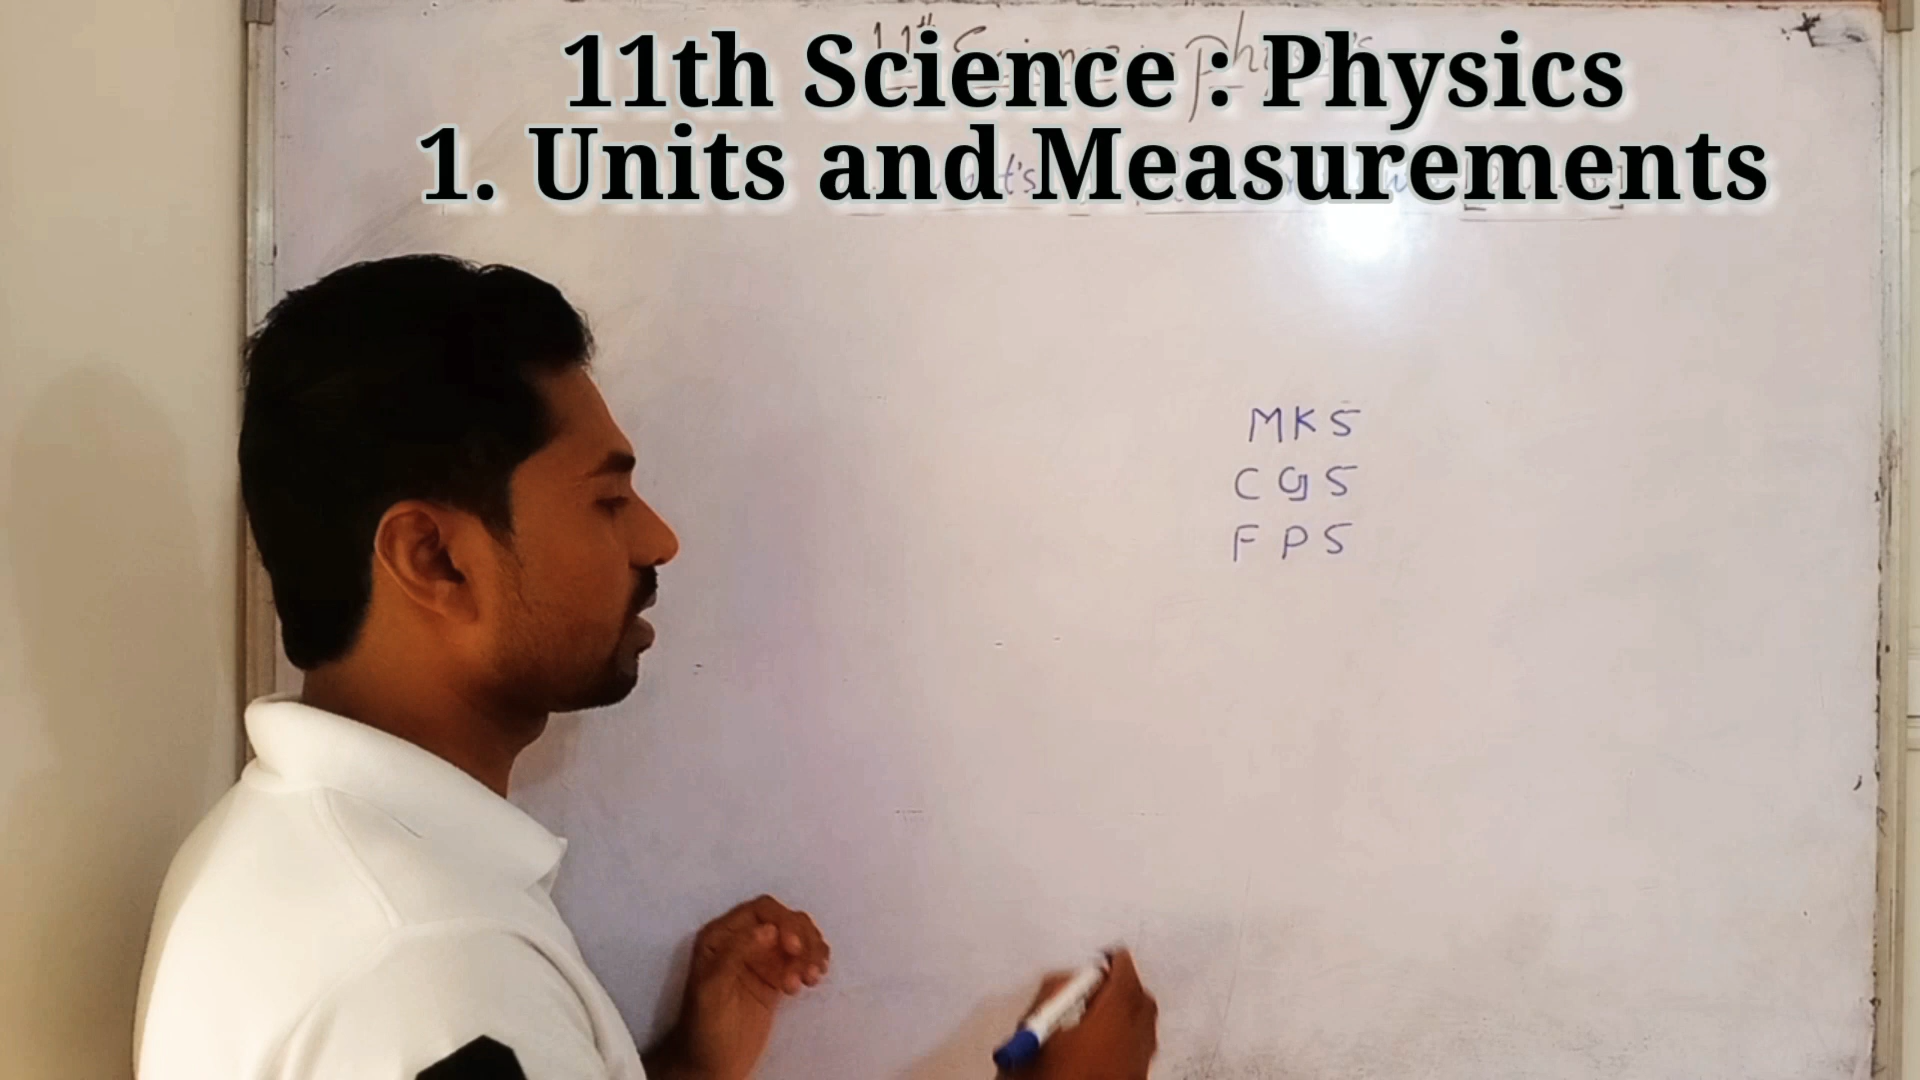 11th Science : Physics
1. Units and Measurements
MKS
CGS
FPS